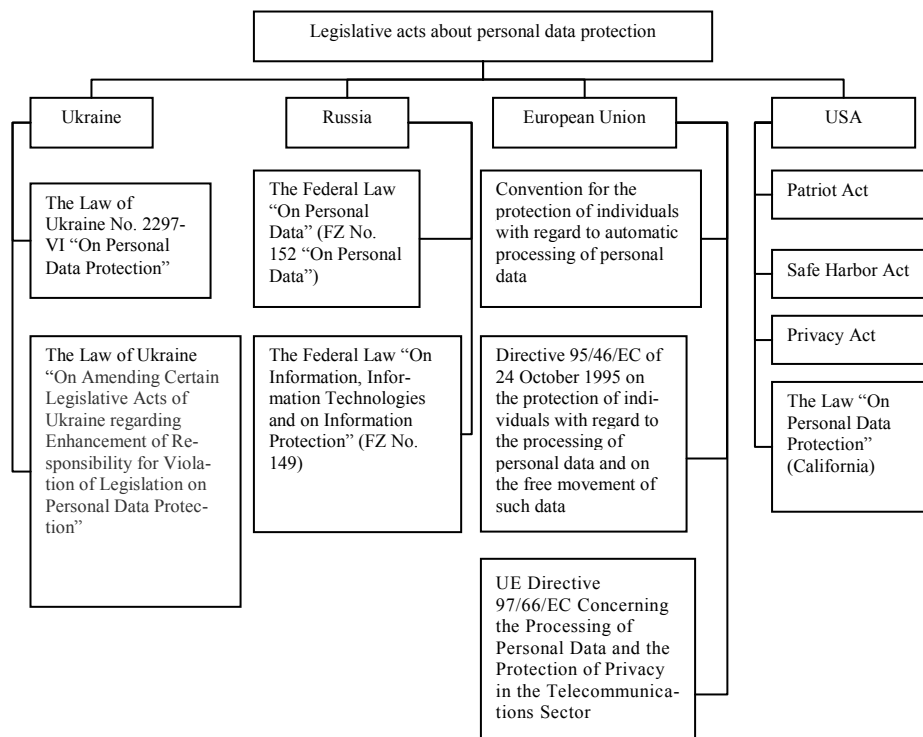 Legislative acts about personal data protection
Ukraine
The Law of
Ukraine No. 2297-
VI “On Personal
Data Protection”
The Law of Ukraine
“On Amending Certain
Legislative Acts of
Ukraine regarding
Enhancement of Re-
sponsibility for Viola-
tion of Legislation on
Personal Data Protec-
tion”
Russia
The Federal Law
“On Personal
Data” (FZ No.
152 “On Personal
Data”)
The Federal Law “On
Information, Infor-
mation Technologies
and on Information
Protection” (FZ No.
149)
European Union
Convention for the
protection of individuals
with regard to automatic
processing of personal
data
Directive 95/46/EC of
24 October 1995 on
the protection of indi-
viduals with regard to
the processing of
personal data and on
the free movement of
such data
UE Directive
97/66/EC Concerning
the Processing of
Personal Data and the
Protection of Privacy
in the Telecommunica-
tions Sector
USA
Patriot Act
Safe Harbor Act
Privacy Act
The Law “On
Personal Data
Protection”
(California)